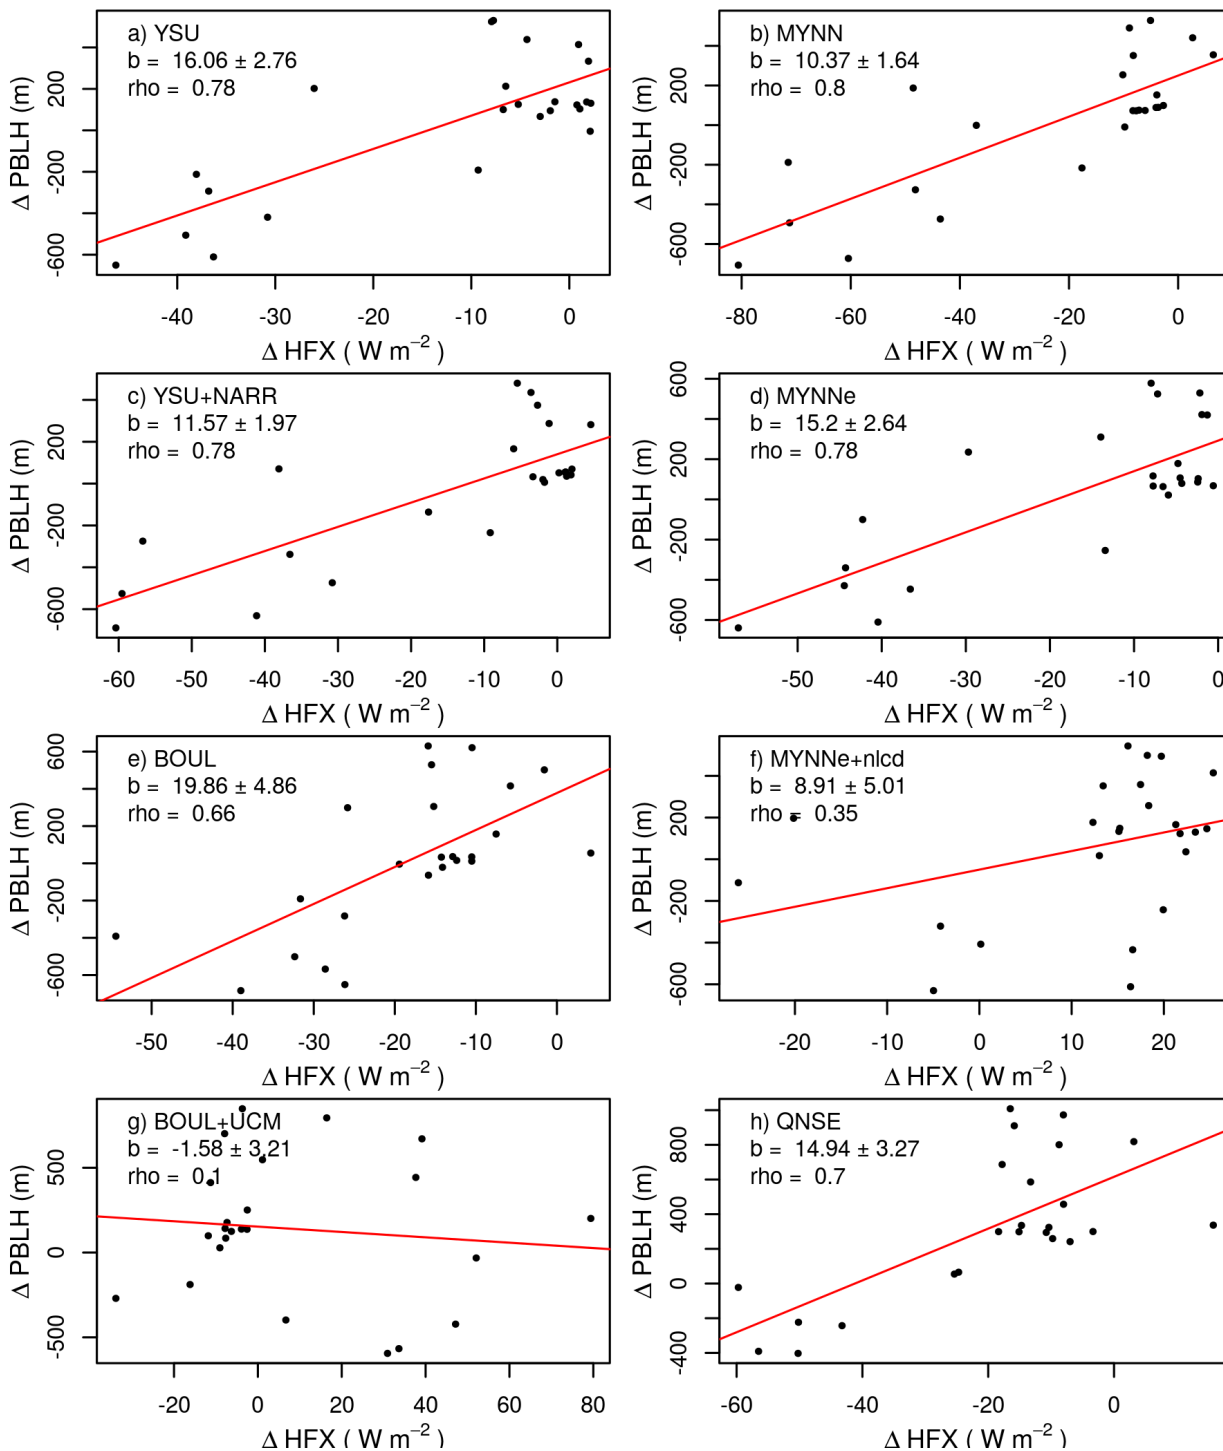 a) YSU
b = 16.06 ± 2.76
rho = 0.78
Δ PBLH (m)
200
-200
-600
-40 -30 -20 -10 0
Δ HFX ( W m⁻² )
b) MYNN
b = 10.37 ± 1.64
rho = 0.8
Δ PBLH (m)
200
-200
-600
-80 -60 -40 -20 0
Δ HFX ( W m⁻² )
c) YSU+NARR
b = 11.57 ± 1.97
rho = 0.78
Δ PBLH (m)
200
-200
-600
-60 -50 -40 -30 -20 -10 0
Δ HFX ( W m⁻² )
d) MYNNe
b = 15.2 ± 2.64
rho = 0.78
Δ PBLH (m)
600
200
-200
-600
-50 -40 -30 -20 -10 0
Δ HFX ( W m⁻² )
e) BOUL
b = 19.86 ± 4.86
rho = 0.66
Δ PBLH (m)
600
200
-200
-600
-50 -40 -30 -20 -10 0
Δ HFX ( W m⁻² )
f) MYNNe+nlcd
b = 8.91 ± 5.01
rho = 0.35
Δ PBLH (m)
200
-200
-600
-20 -10 0 10 20
Δ HFX ( W m⁻² )
g) BOUL+UCM
b = -1.58 ± 3.21
rho = 0.1
Δ PBLH (m)
500
0
-500
-20 0 20 40 60 80
Δ HFX ( W m⁻² )
h) QNSE
b = 14.94 ± 3.27
rho = 0.7
Δ PBLH (m)
800
400
0
-400
-60 -40 -20 0
Δ HFX ( W m⁻² )